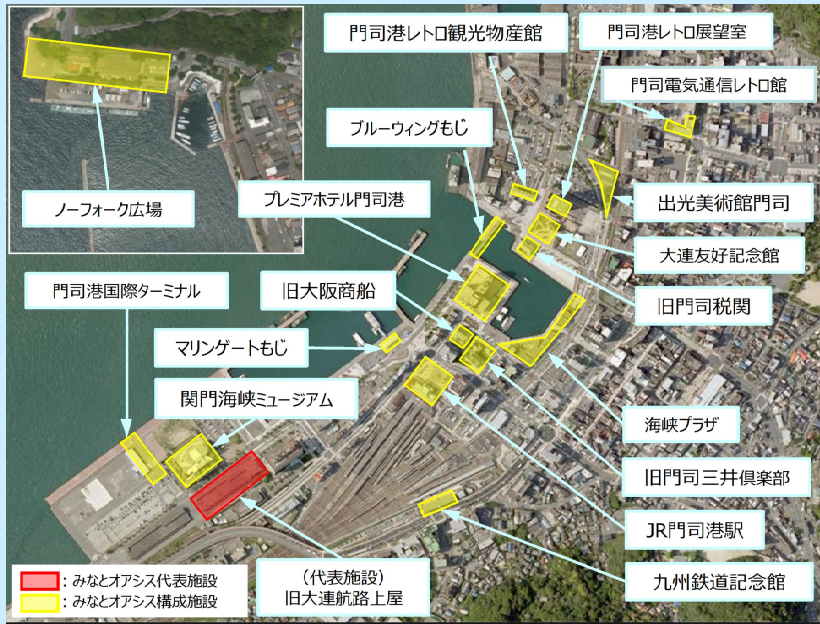 門司港レトロ観光物産館
門司港レトロ展望室
門司電気通信レトロ館
ブルーウィングもじ
ノーフォーク広場
プレミアホテル門司港
出光美術館門司
大連友好記念館
門司港国際ターミナル
旧大阪商船
旧門司税関
マリンゲートもじ
関門海峡ミュージアム
海峡プラザ
旧門司三井倶楽部
JR門司港駅
九州鉄道記念館
(代表施設)
旧大連航路上屋
：みなとオアシス代表施設
：みなとオアシス構成施設